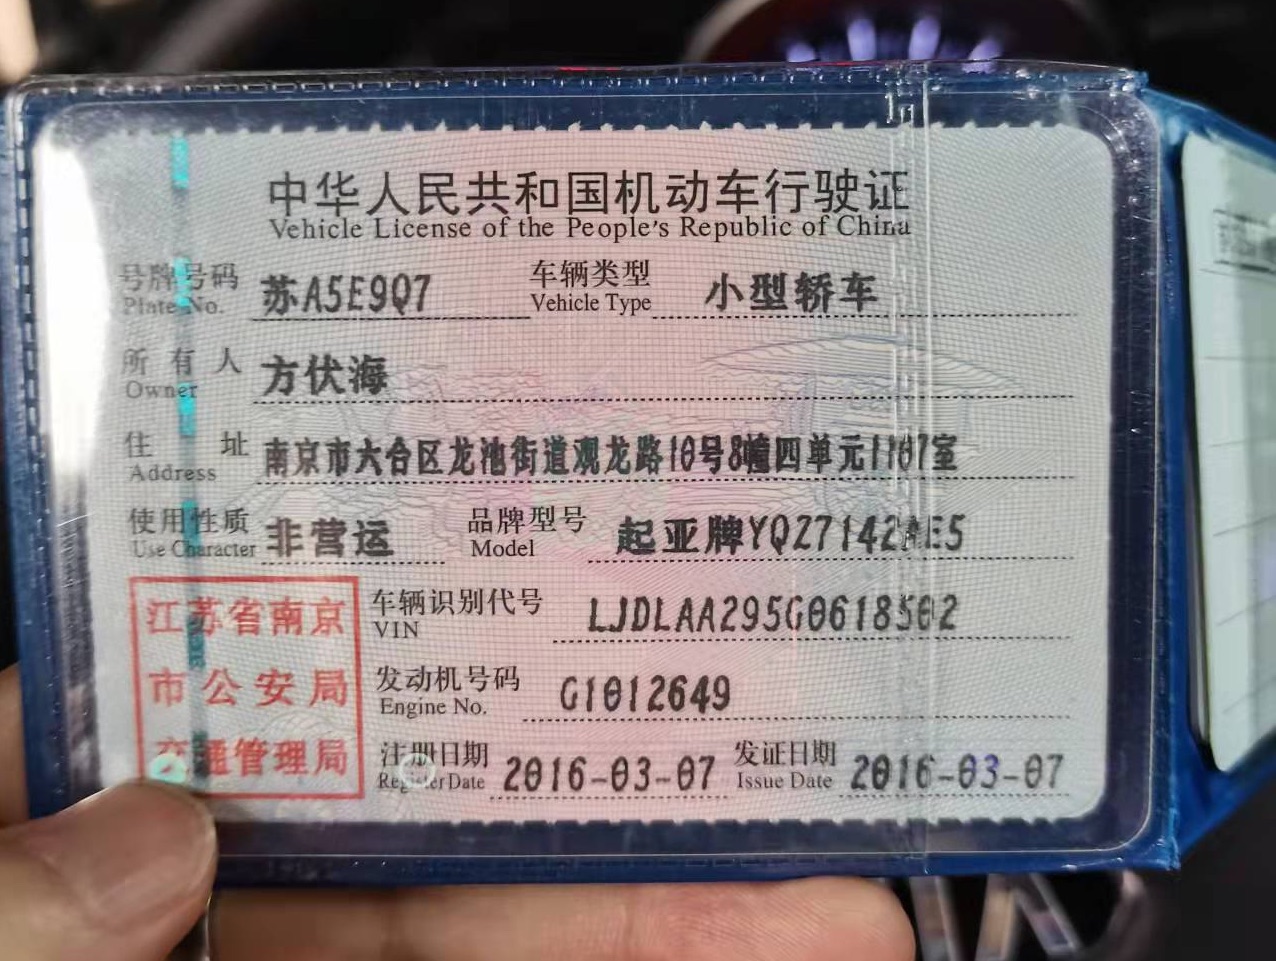 中华人民共和国机动车行驶证
Vehicle License of the People's Republic of China
号牌号码 苏A5E9Q7 车辆类型 小型轿车
Plate No. Vehicle Type
所有人 方伏海
Owner
住址 南京市六合区龙池街道观龙路10号8幢四单元1107室
Address
使用性质 非营运 品牌型号 起亚牌YQZ7142AE5
Use Character Model
江苏省南京
市公安局
交通管理局
车辆识别代号 LJDLAA295G0618502
VIN
发动机号码 G1012649
Engine No.
注册日期 2016-03-07 发证日期 2016-03-07
Register Date Issue Date